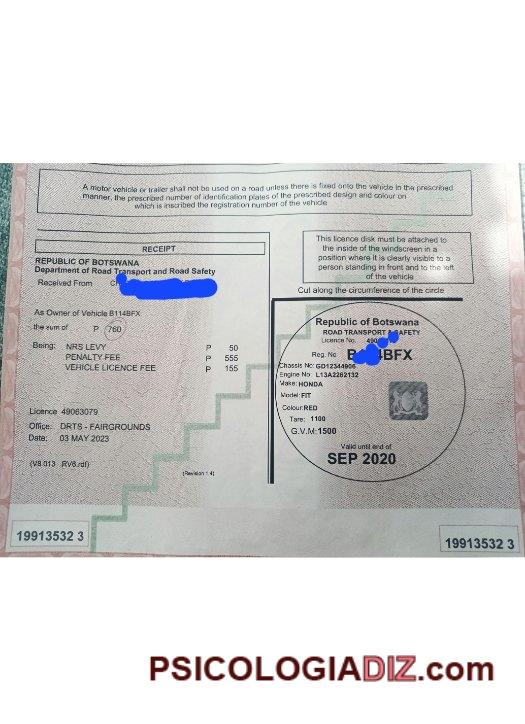 A motor vehicle or trailer shall not be used on a road unless there is fixed onto the vehicle in the prescribed
manner, the prescribed number of identification plates of the prescribed design and colour on
which is inscribed the registration number of the vehicle
RECEIPT
REPUBLIC OF BOTSWANA
Department of Road Transport and Road Safety
Received From
As Owner of Vehicle B114BFX
the sum of P 760
Being: NRS LEVY P 50
PENALTY FEE P 555
VEHICLE LICENCE FEE P 155
Licence 49063079
Office: DRTS - FAIRGROUNDS
Date: 03 MAY 2023
(V8.013 .RV6.rdf)
(Revision 1.4)
19913532 3
This licence disk must be attached to
the inside of the windscreen in a
position where it is clearly visible to a
person standing in front and to the left
of the vehicle
Cut along the circumference of the circle
Republic of Botswana
ROAD TRANSPORT & SAFETY
Licence No. 490
Reg. No B 4BFX
Chassis No: GD12344906
Engine No: L13A2262132
Make: HONDA
Model: FIT
Colour: RED
Tare: 1100
G.V.M: 1500
Valid until end of
SEP 2020
19913532 3
PSICOLOGIADIZ.com